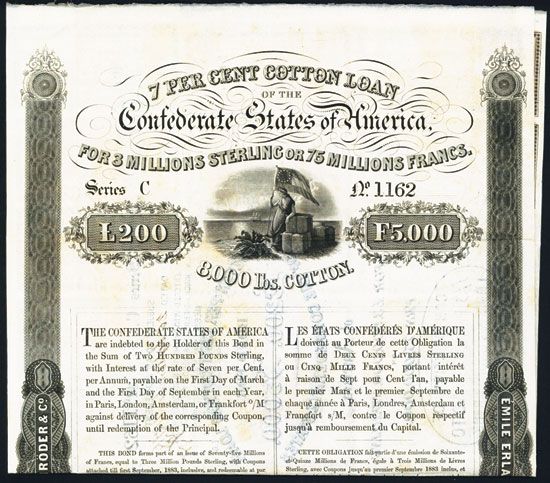 7 PER CENT COTTON LOAN
OF THE
Confederate States of America,
FOR 3 MILLIONS STERLING OR 75 MILLIONS FRANCS.
Series C
No 1162
£200
F5.000
8.000 lbs. COTTON.
THE CONFEDERATE STATES OF AMERICA
are indebted to the Holder of this Bond in
the Sum of TWO HUNDRED POUNDS Sterling,
with Interest at the rate of Seven per Cent.
per Annum, payable on the First Day of March
and the First Day of September in each Year,
in Paris, London, Amsterdam, or Frankfort o/M
against delivery of the corresponding Coupon,
until redemption of the Principal.
THIS BOND forms part of an issue of Seventy-five Millions
of Francs, equal to Three Million Pounds Sterling, with Coupons
attached till first September, 1883, inclusive, and redeemable at par
LES ÉTATS CONFÉDÉRÉS D'AMÉRIQUE
doivent au Porteur de cette Obligation la
somme de DEUX CENTS LIVRES STERLING
ou CINQ MILLE FRANCS, portant intérêt
à raison de Sept pour Cent l'an, payable
le premier Mars et le premier Septembre de
chaque année à Paris, Londres, Amsterdam et
Francfort s/M, contre le Coupon respectif
jusqu'à remboursement du Capital.
CETTE OBLIGATION fait partie d'une émission de Soixante-
et-Quinze Millions de Francs, égale à Trois Millions de Livres
Sterling, avec Coupons jusqu'au premier Septembre 1883 inclus, et
RODER & Co.
EMILE ERLA